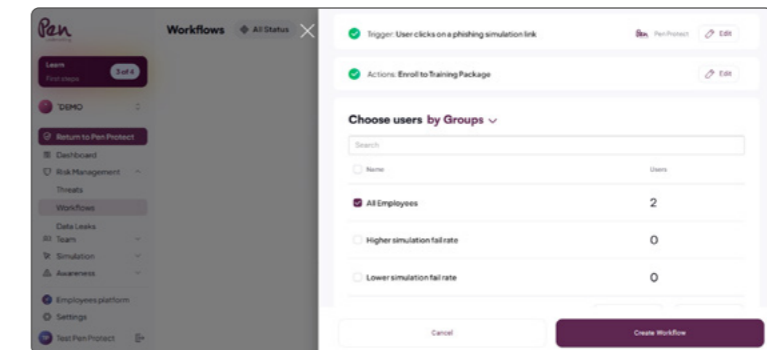 Pen
Workflows
All Status
Learn
First steps
3 of 4
'DEMO
Return to Pen Protect
Dashboard
Risk Management
Threats
Workflows
Data Leaks
Team
Simulation
Awareness
Employees platform
Settings
Test Pen Protect
Trigger: User clicks on a phishing simulation link
Pen Pen Protect
Edit
Actions: Enroll to Training Package
Edit
Choose users by Groups
Search
Name Users
All Employees 2
Higher simulation fail rate 0
Lower simulation fail rate 0
Cancel
Create Workflow